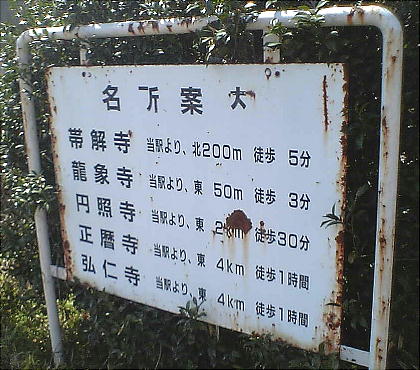 名所案内
帯解寺 当駅より、北200m 徒歩 5分
龍象寺 当駅より、東 50m 徒歩 3分
円照寺 当駅より、東 2km 徒歩30分
正暦寺 当駅より、東 4km 徒歩1時間
弘仁寺 当駅より、東 4km 徒歩1時間